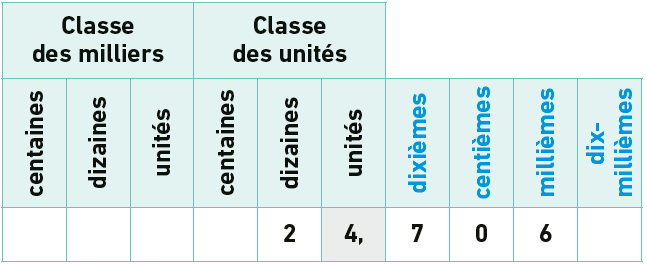 Classe
des milliers
Classe
des unités
centaines
dizaines
unités
centaines
dizaines
unités
dixièmes
centièmes
millièmes
dix-
millièmes
2 4, 7 0 6